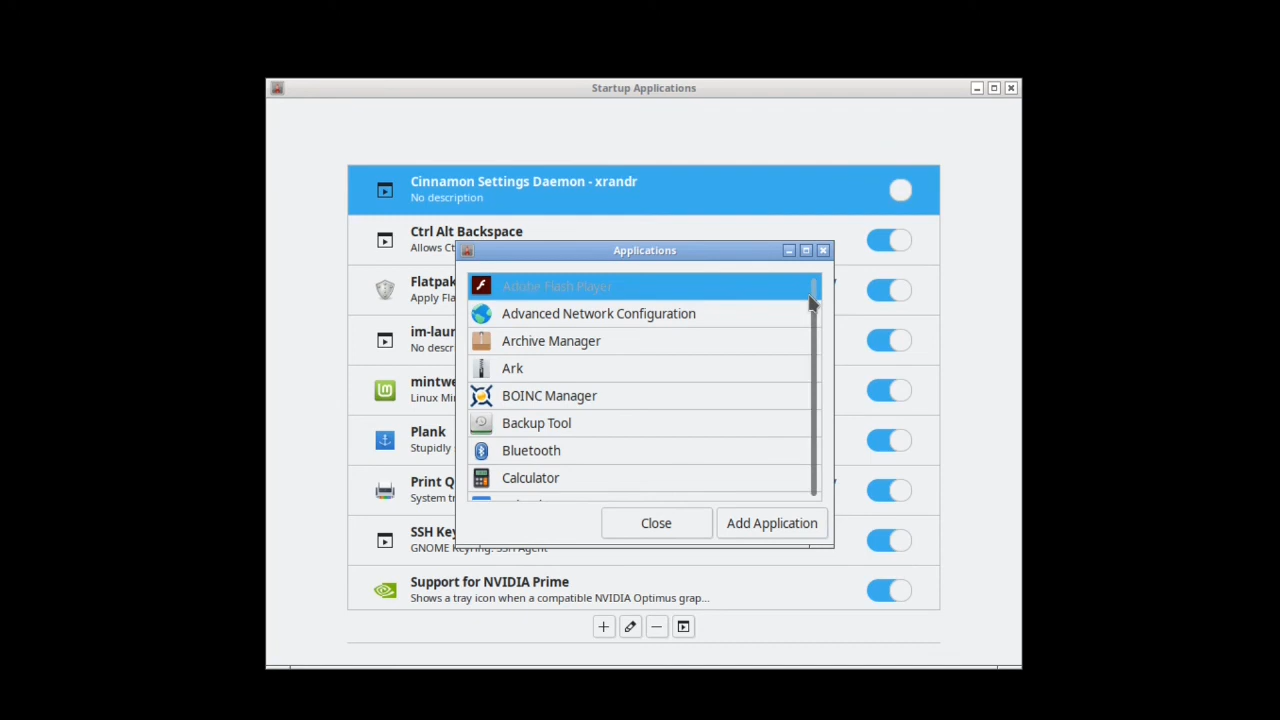 Startup Applications
Cinnamon Settings Daemon - xrandr
No description
Ctrl Alt Backspace
Allows Ct
Applications
Flatpak
Apply Fla
Adobe Flash Player
Advanced Network Configuration
im-laun
No descr
Archive Manager
Ark
mintwe
Linux Mi
BOINC Manager
Plank
Stupidly
Backup Tool
Bluetooth
Print Q
System tr
Calculator
Close
Add Application
SSH Key
GNOME Keyring: SSH Agent
Support for NVIDIA Prime
Shows a tray icon when a compatible NVIDIA Optimus grap...